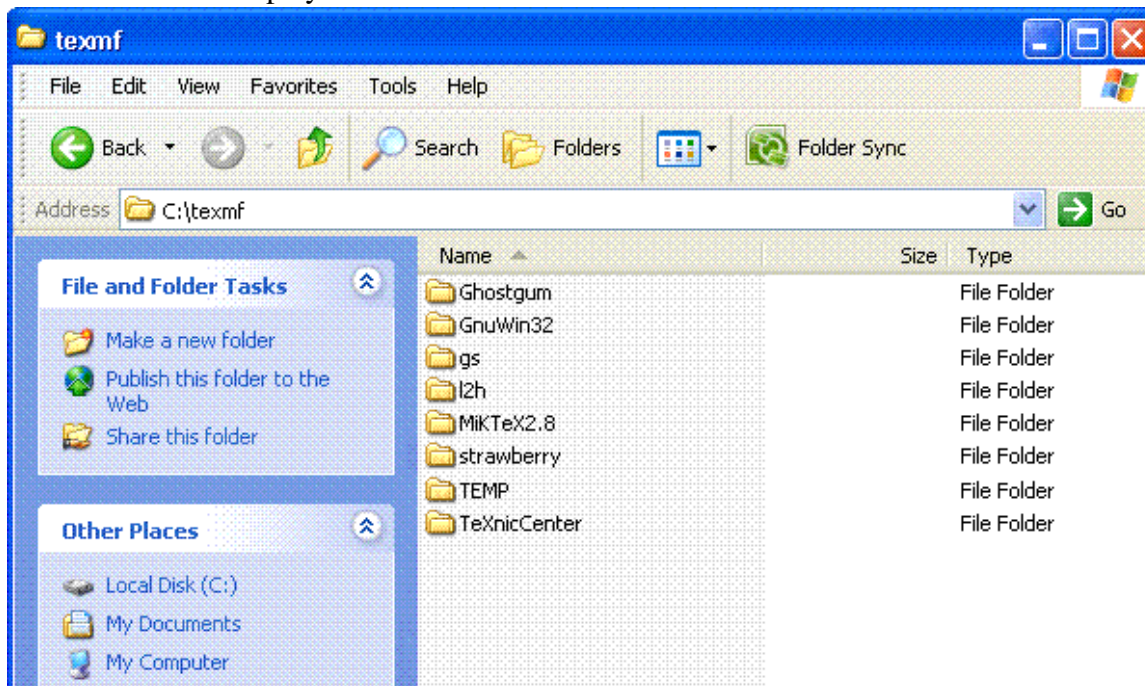 texmf
File Edit View Favorites Tools Help
Back Search Folders Folder Sync
Address C:\texmf Go
Name Size Type
File and Folder Tasks
Make a new folder
Publish this folder to the
Web
Share this folder
Other Places
Local Disk (C:)
My Documents
My Computer
Ghostgum File Folder
GnuWin32 File Folder
gs File Folder
l2h File Folder
MiKTeX2.8 File Folder
strawberry File Folder
TEMP File Folder
TeXnicCenter File Folder